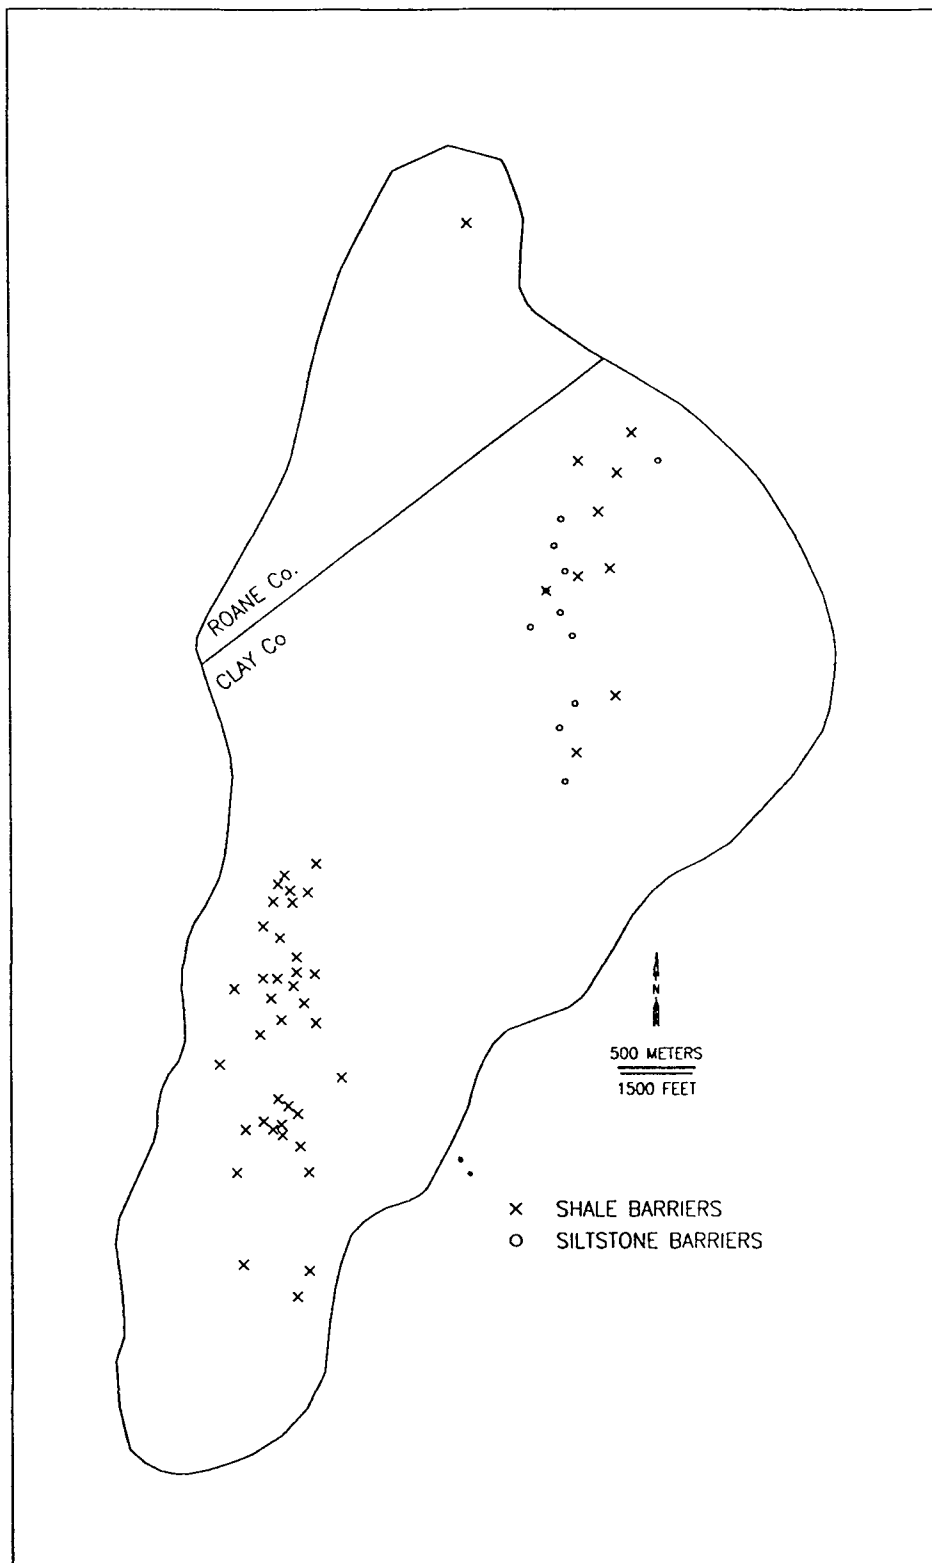 ROANE Co.
CLAY Co
N
500 METERS
1500 FEET
× SHALE BARRIERS
o SILTSTONE BARRIERS